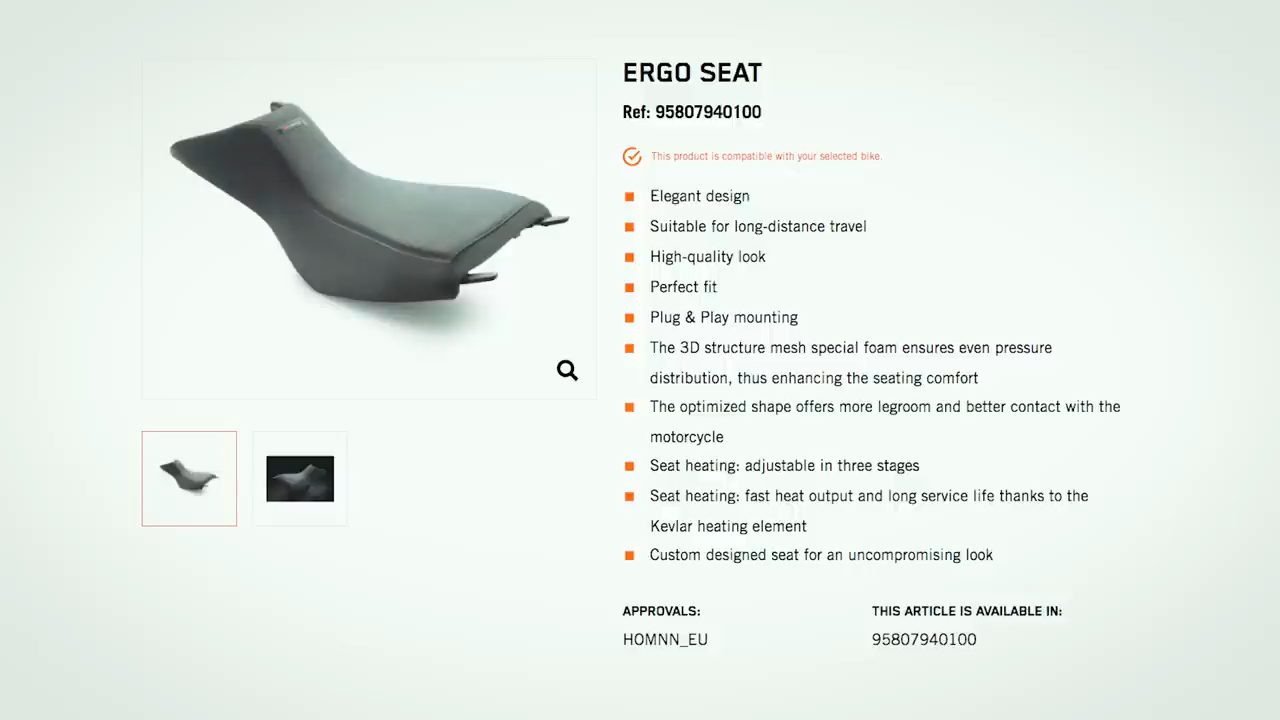 ERGO SEAT
Ref: 95807940100
This product is compatible with your selected bike.
Elegant design
Suitable for long-distance travel
High-quality look
Perfect fit
Plug & Play mounting
The 3D structure mesh special foam ensures even pressure
distribution, thus enhancing the seating comfort
The optimized shape offers more legroom and better contact with the
motorcycle
Seat heating: adjustable in three stages
Seat heating: fast heat output and long service life thanks to the
Kevlar heating element
Custom designed seat for an uncompromising look
APPROVALS:
THIS ARTICLE IS AVAILABLE IN:
HOMNN_EU
95807940100